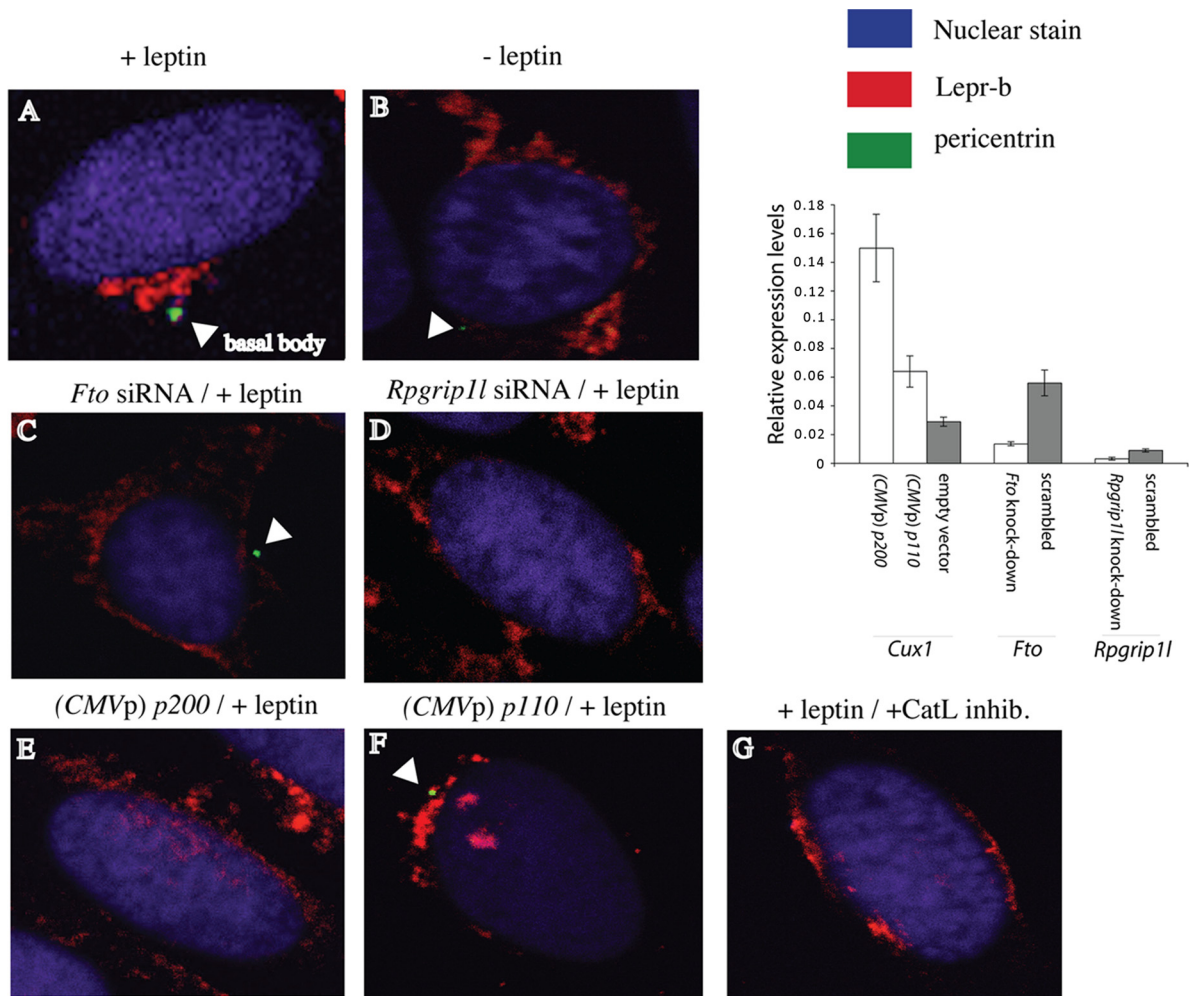 + leptin
- leptin
Nuclear stain
Lepr-b
pericentrin
A
basal body
B
Fto siRNA / + leptin
Rpgrip1l siRNA / + leptin
C
D
Relative expression levels
0.18
0.16
0.14
0.12
0.1
0.08
0.06
0.04
0.02
0
(CMVp) p200
(CMVp) p110
empty vector
Fto knock-down
scrambled
Rpgrip1l knock-down
scrambled
Cux1
Fto
Rpgrip1l
(CMVp) p200 / + leptin
(CMVp) p110 / + leptin
+ leptin / +CatL inhib.
E
F
G